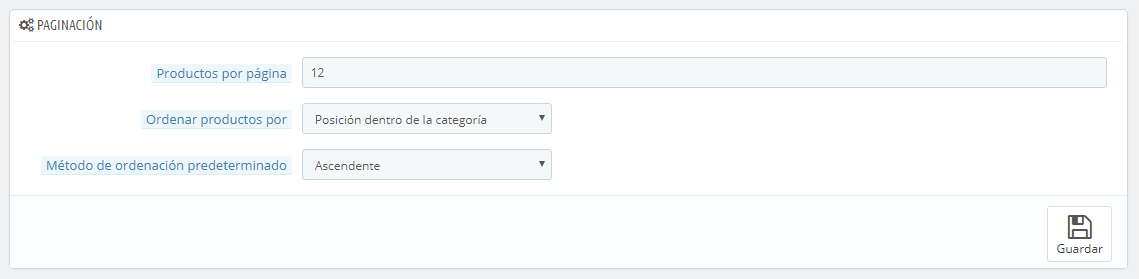 PAGINACIÓN
Productos por página 12
Ordenar productos por Posición dentro de la categoría
Método de ordenación predeterminado Ascendente
Guardar